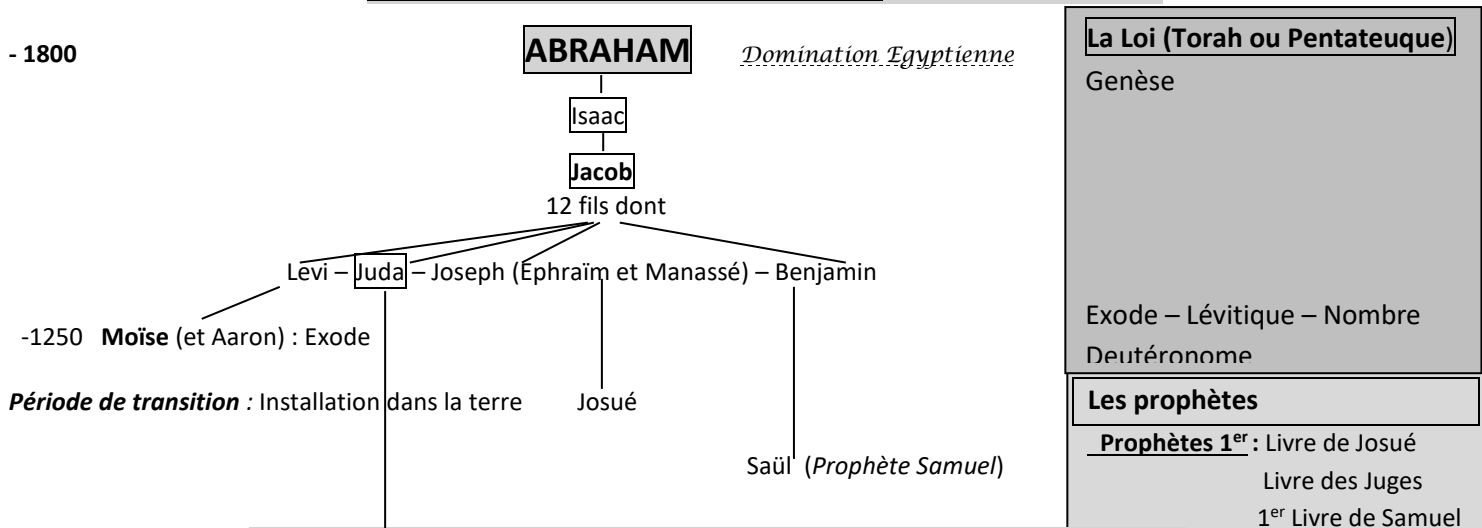 - 1800
ABRAHAM
Domination Egyptienne
Isaac
Jacob
12 fils dont
Lévi – Juda – Joseph (Ephraïm et Manassé) – Benjamin
-1250 Moïse (et Aaron) : Exode
Période de transition : Installation dans la terre Josué
Saül (Prophète Samuel)
La Loi (Torah ou Pentateuque)
Genèse
Exode – Lévitique – Nombre
Deutéronome
Les prophètes
Prophètes 1er : Livre de Josué
Livre des Juges
1er Livre de Samuel